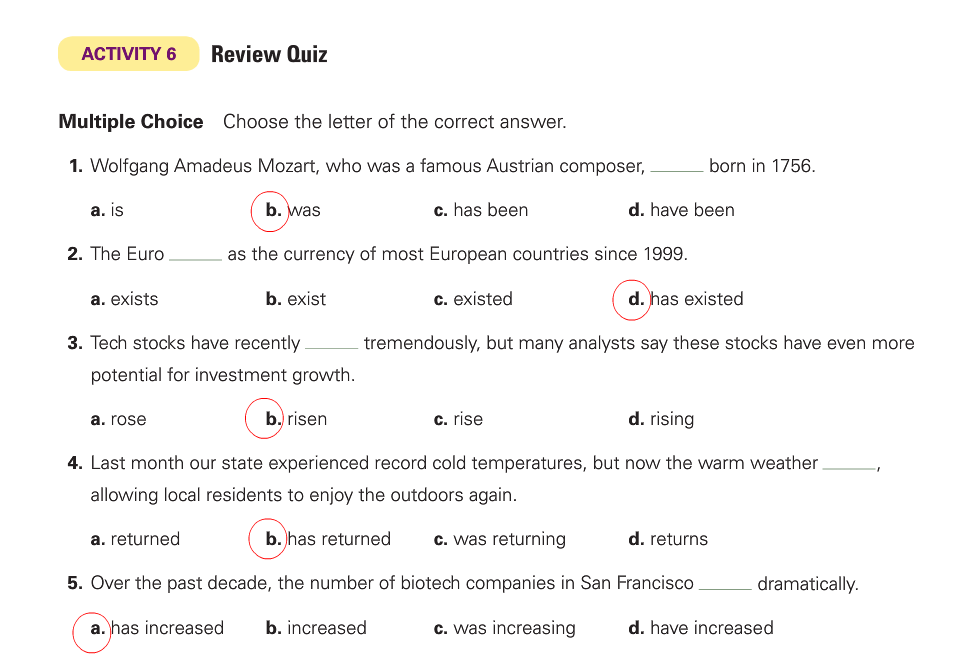 ACTIVITY 6 Review Quiz
Multiple Choice Choose the letter of the correct answer.
1. Wolfgang Amadeus Mozart, who was a famous Austrian composer, _____ born in 1756.
a. is b. was c. has been d. have been
2. The Euro _____ as the currency of most European countries since 1999.
a. exists b. exist c. existed d. has existed
3. Tech stocks have recently _____ tremendously, but many analysts say these stocks have even more
potential for investment growth.
a. rose b. risen c. rise d. rising
4. Last month our state experienced record cold temperatures, but now the warm weather _____,
allowing local residents to enjoy the outdoors again.
a. returned b. has returned c. was returning d. returns
5. Over the past decade, the number of biotech companies in San Francisco _____ dramatically.
a. has increased b. increased c. was increasing d. have increased